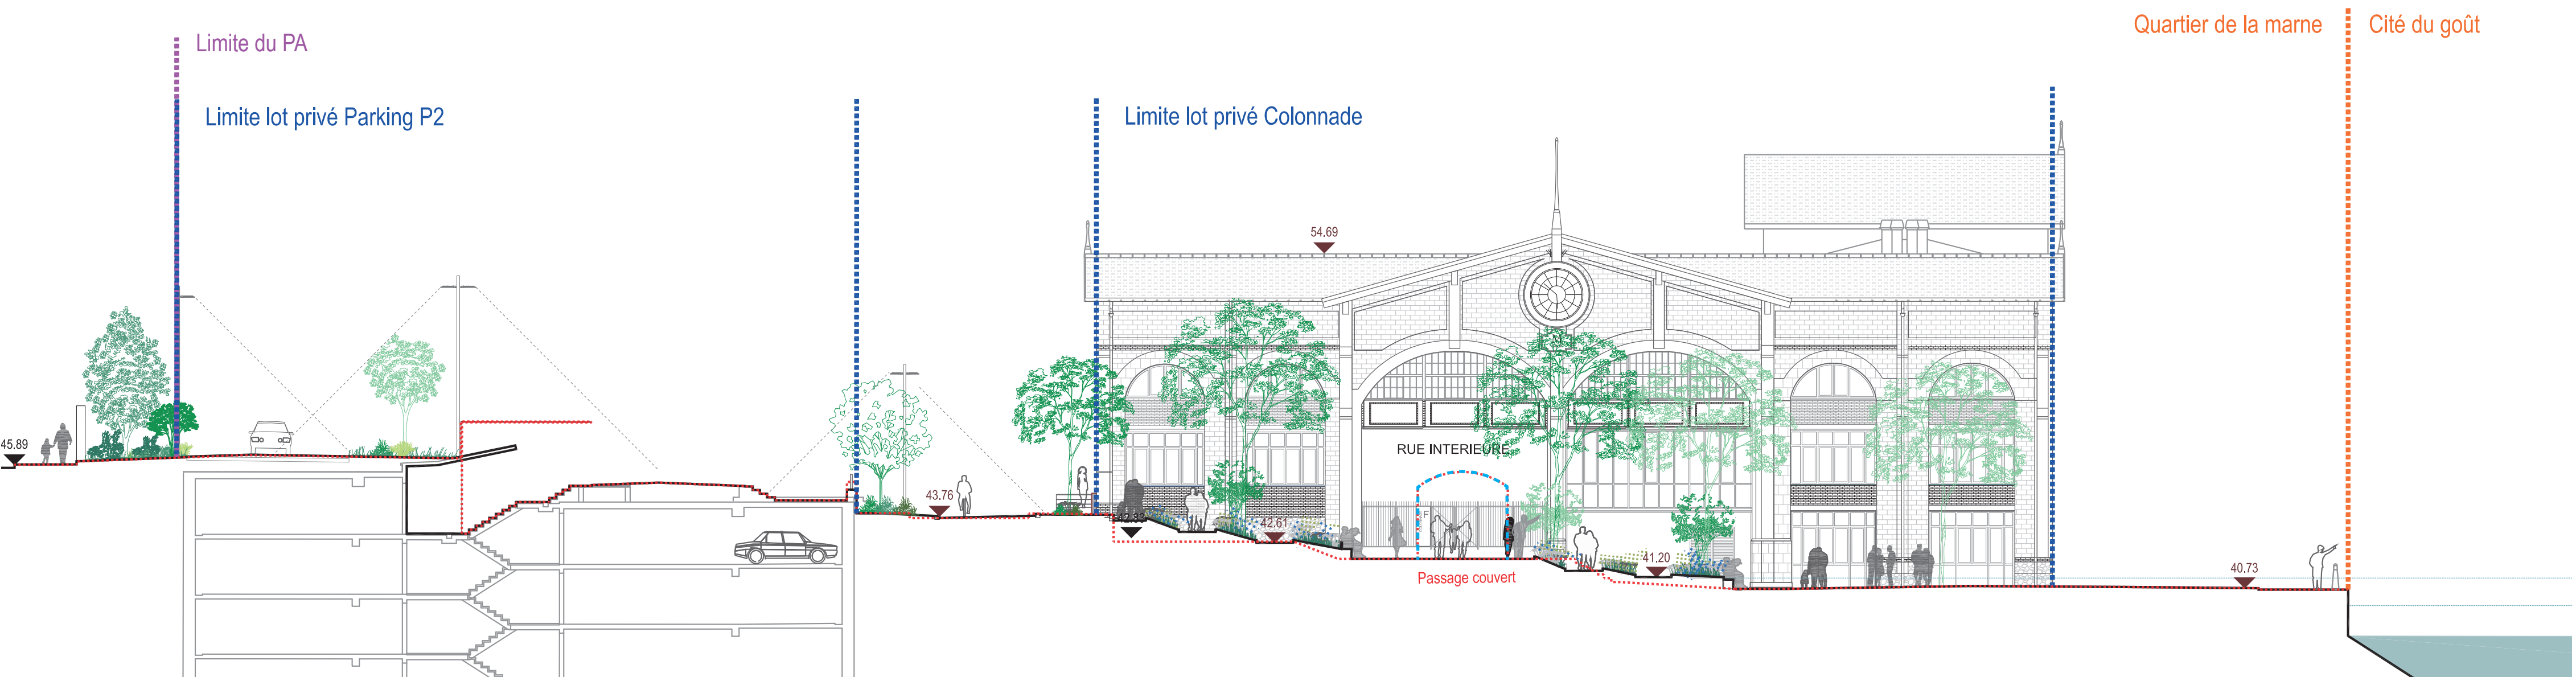 Quartier de la marne
Cité du goût
Limite du PA
Limite lot privé Parking P2
Limite lot privé Colonnade
54.69
45.89
RUE INTERIEURE
43.76
42.61
41.20
40.73
Passage couvert